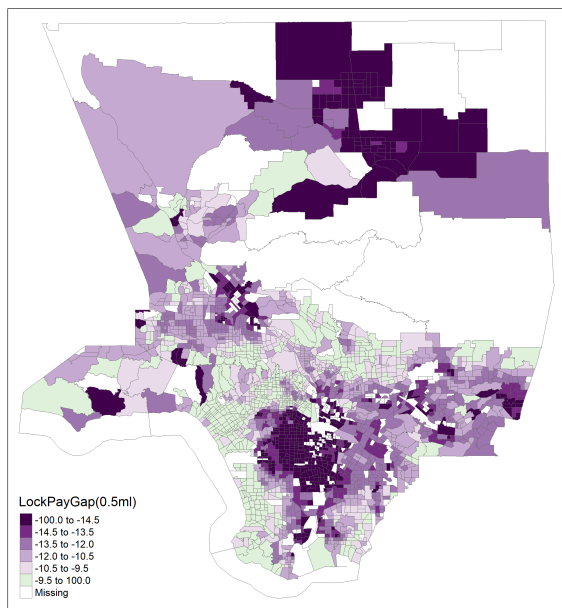 LockPayGap(0.5ml)
-100.0 to -14.5
-14.5 to -13.5
-13.5 to -12.0
-12.0 to -10.5
-10.5 to -9.5
-9.5 to 100.0
Missing